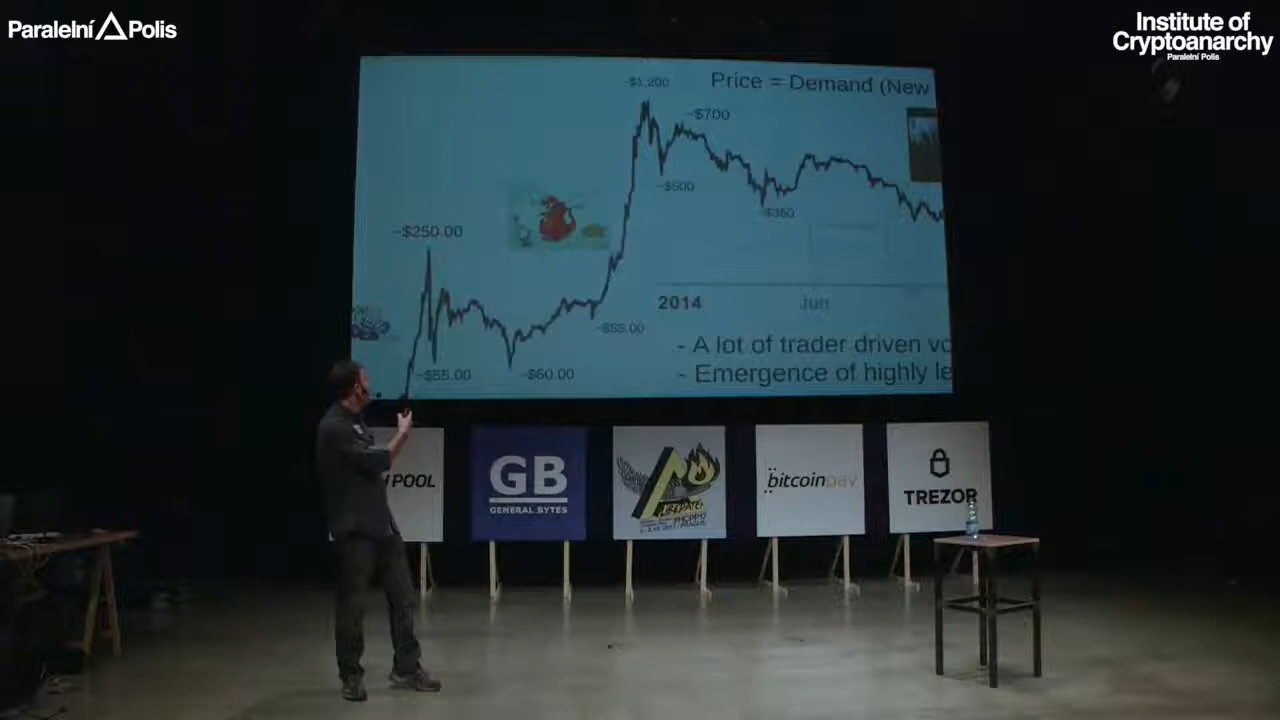 Paralelní Polis
Institute of
Cryptoanarchy
Paralelní Polis
~$1,200
Price = Demand (New
~$700
~$500
~$350
~$250.00
2014
Jun
~$55.00
~$55.00
~$60.00
- A lot of trader driven vo
- Emergence of highly le
POOL
GB
GENERAL BYTES
LIBERATE!
#HCPP17
bitcoinpay
TREZOR